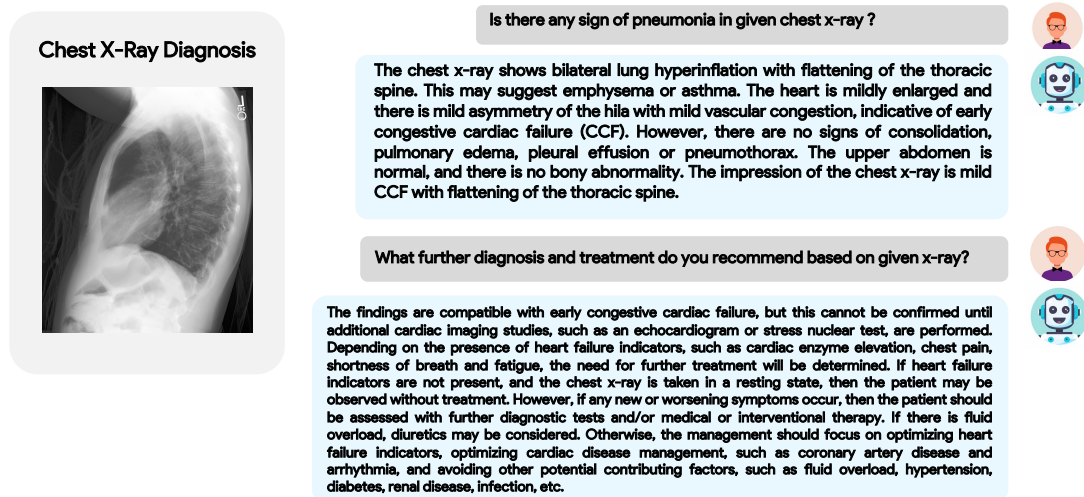 Chest X-Ray Diagnosis
Is there any sign of pneumonia in given chest x-ray ?
The chest x-ray shows bilateral lung hyperinflation with flattening of the thoracic
spine. This may suggest emphysema or asthma. The heart is mildly enlarged and
there is mild asymmetry of the hila with mild vascular congestion, indicative of early
congestive cardiac failure (CCF). However, there are no signs of consolidation,
pulmonary edema, pleural effusion or pneumothorax. The upper abdomen is
normal, and there is no bony abnormality. The impression of the chest x-ray is mild
CCF with flattening of the thoracic spine.
What further diagnosis and treatment do you recommend based on given x-ray?
The findings are compatible with early congestive cardiac failure, but this cannot be confirmed until
additional cardiac imaging studies, such as an echocardiogram or stress nuclear test, are performed.
Depending on the presence of heart failure indicators, such as cardiac enzyme elevation, chest pain,
shortness of breath and fatigue, the need for further treatment will be determined. If heart failure
indicators are not present, and the chest x-ray is taken in a resting state, then the patient may be
observed without treatment. However, if any new or worsening symptoms occur, then the patient should
be assessed with further diagnostic tests and/or medical or interventional therapy. If there is fluid
overload, diuretics may be considered. Otherwise, the management should focus on optimizing heart
failure indicators, optimizing cardiac disease management, such as coronary artery disease and
arrhythmia, and avoiding other potential contributing factors, such as fluid overload, hypertension,
diabetes, renal disease, infection, etc.